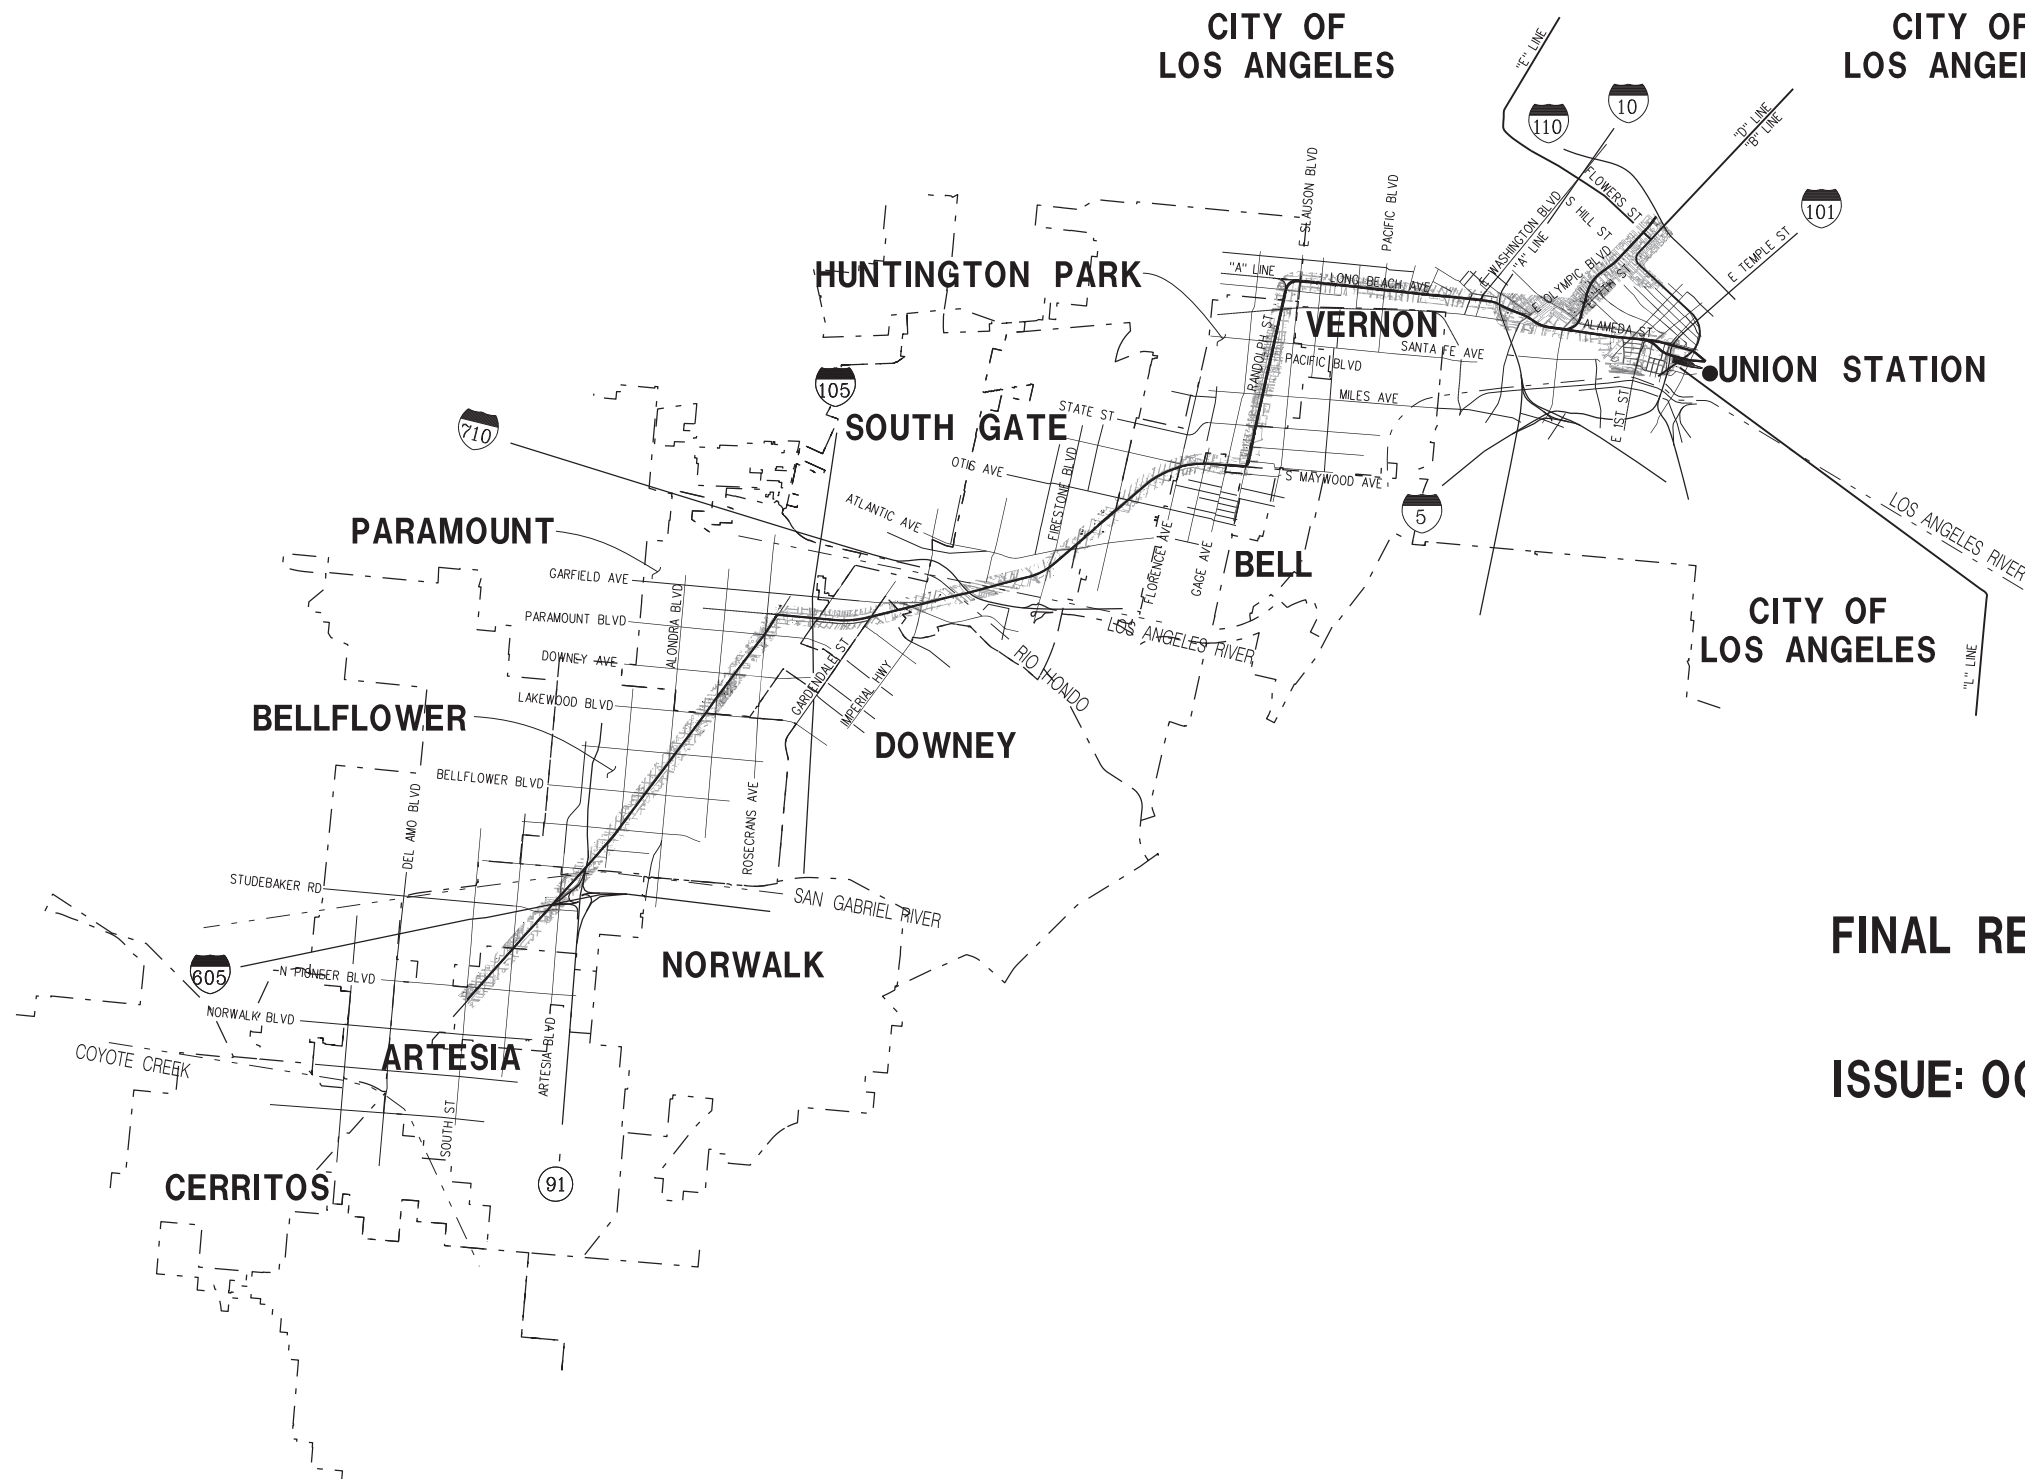 CITY OF
LOS ANGELES
CITY OF
LOS ANGEL
"E" LINE
110
10
"D" LINE
"B" LINE
101
E SLAUSON BLVD
PACIFIC BLVD
E WASHINGTON BLVD
"A" LINE
FLOWERS ST
S HILL ST
E OLYMPIC BLVD
E TEMPLE ST
HUNTINGTON PARK
"A" LINE
LONG BEACH AVE
RANDOLPH ST
VERNON
SANTA FE AVE
ALAMEDA ST
PACIFIC BLVD
UNION STATION
105
710
SOUTH GATE
STATE ST
MILES AVE
E 1ST ST
OTIS AVE
FIRESTONE BLVD
S MAYWOOD AVE
ATLANTIC AVE
5
LOS ANGELES RIVER
PARAMOUNT
GARFIELD AVE
FLORENCE AVE
GAGE AVE
BELL
PARAMOUNT BLVD
ALONDRA BLVD
LOS ANGELES RIVER
CITY OF
LOS ANGELES
"L" LINE
DOWNEY AVE
GARDENDALE ST
IMPERIAL HWY
RIO HONDO
LAKEWOOD BLVD
BELLFLOWER
DOWNEY
BELLFLOWER BLVD
DEL AMO BLVD
ROSECRANS AVE
STUDEBAKER RD
SAN GABRIEL RIVER
FINAL RE
605
N PIONEER BLVD
NORWALK
NORWALK BLVD
COYOTE CREEK
ARTESIA
ARTESIA BLVD
ISSUE: OC
SOUTH ST
CERRITOS
91